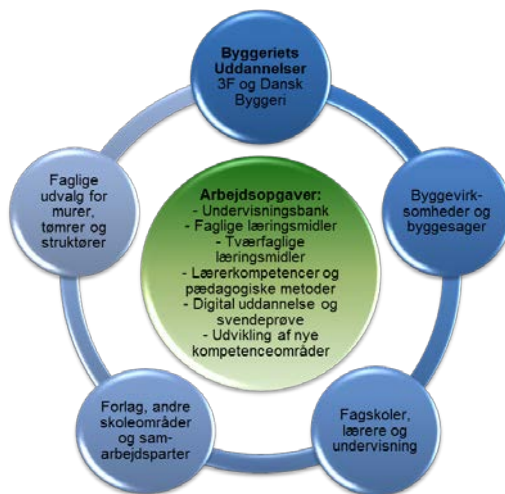 Byggeriets
Uddannelser
3F og Dansk
Byggeri
Faglige
udvalg for
murer,
tømrer og
struktører
Arbejdsopgaver:
- Undervisningsbank
- Faglige læringsmidler
- Tværfaglige
læringsmidler
- Lærerkompetencer og
pædagogiske metoder
- Digital uddannelse og
svendeprøve
- Udvikling af nye
kompetenceområder
Byggevirk-
somheder og
byggesager
Forlag, andre
skoleområder
og sam-
arbejdsparter
Fagskoler,
lærere og
undervisning